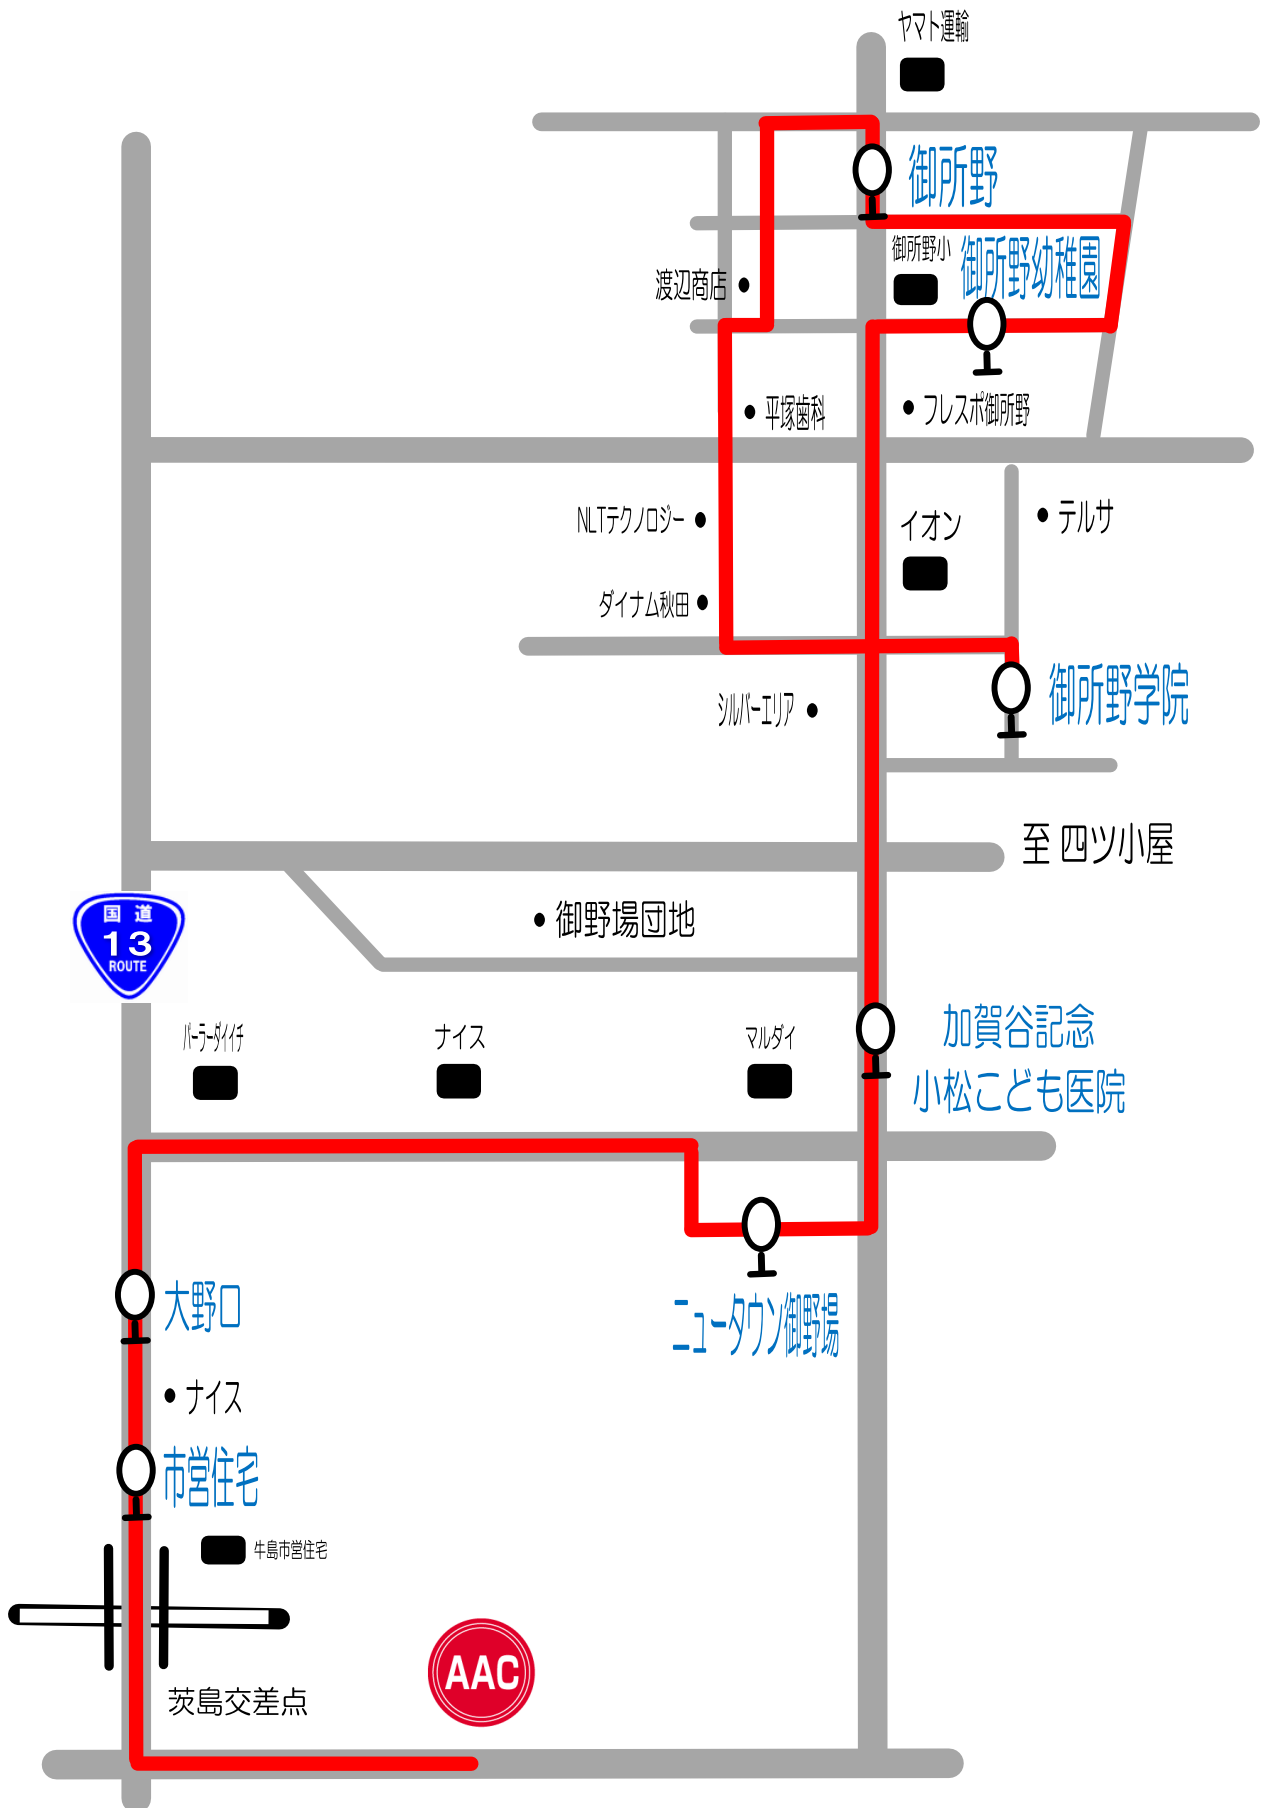 ヤマト運輸
御所野
御所野小
御所野幼稚園
渡辺商店
平塚歯科
フレスポ御所野
NLTテクノロジー
イオン
テルサ
ダイナム秋田
御所野学院
シルバーエリア
至 四ツ小屋
国道
13
ROUTE
御野場団地
パーラーダイイチ
ナイス
マルダイ
加賀谷記念
小松こども医院
大野口
ニュータウン御野場
ナイス
市営住宅
牛島市営住宅
AAC
茨島交差点